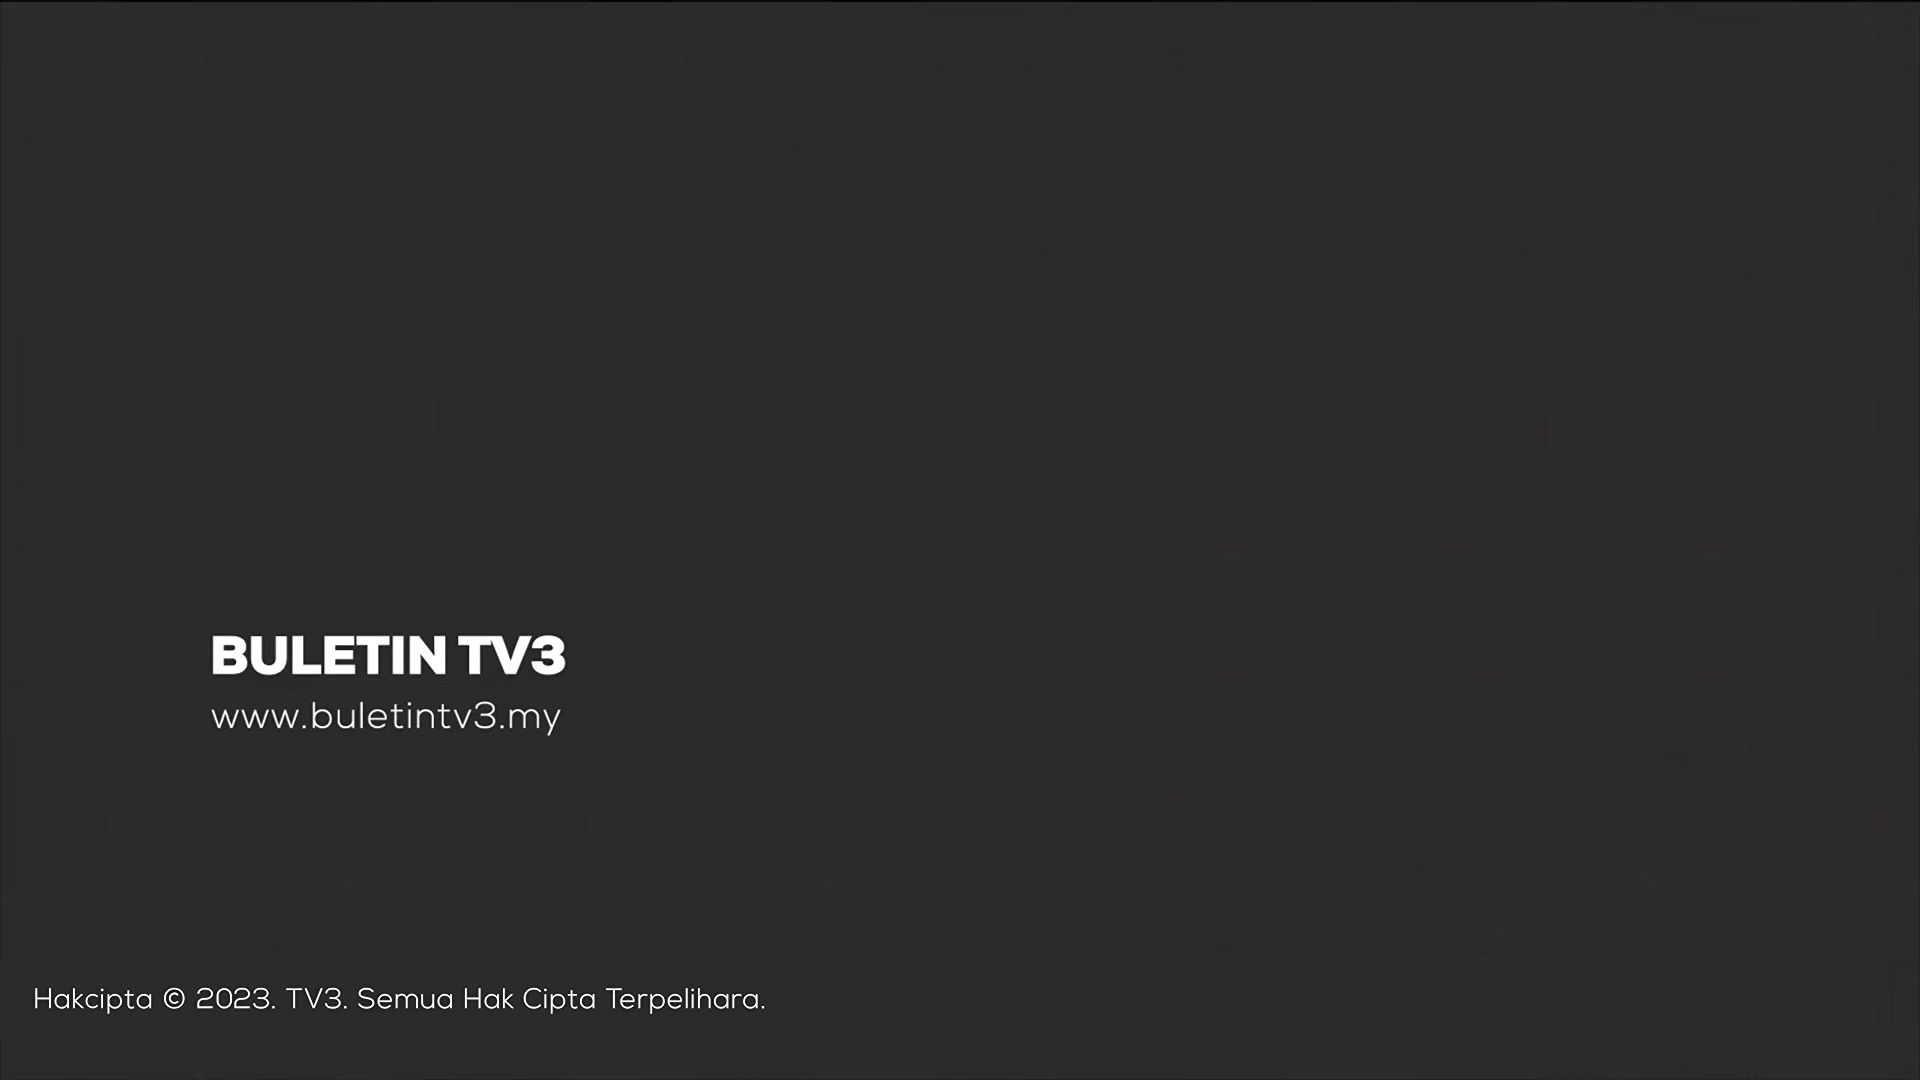 BULETIN TV3
www.buletintv3.my
Hakcipta © 2023. TV3. Semua Hak Cipta Terpelihara.